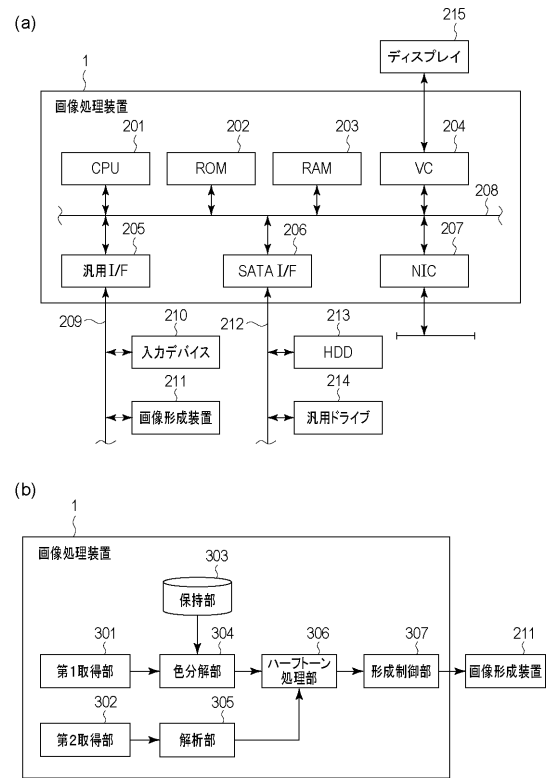 (a)
215
ディスプレイ
1
画像処理装置
201
202
203
204
CPU
ROM
RAM
VC
208
205
206
207
汎用I/F
SATA I/F
NIC
209
210
212
213
入力デバイス
HDD
211
214
画像形成装置
汎用ドライブ
(b)
1
画像処理装置
303
保持部
301
304
306
307
第1取得部
色分解部
ハーフトーン
処理部
形成制御部
画像形成装置
211
302
305
第2取得部
解析部